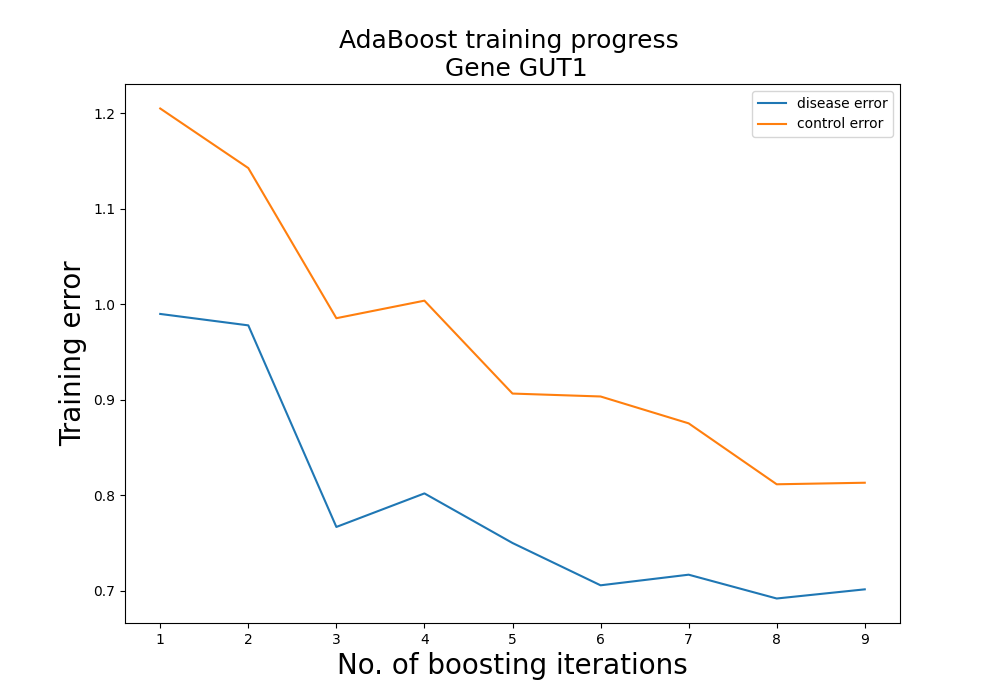 AdaBoost training progress
Gene GUT1
disease error
control error
1.2
1.1
1.0
0.9
0.8
0.7
Training error
1 2 3 4 5 6 7 8 9
No. of boosting iterations